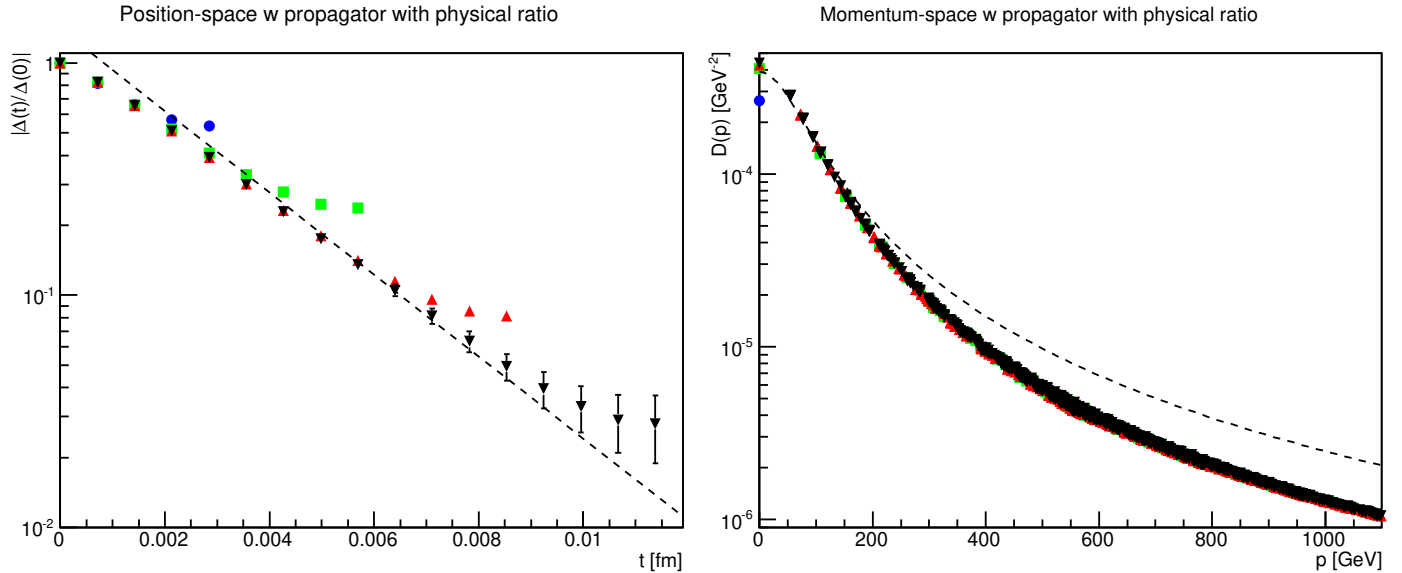 Position-space w propagator with physical ratio
|Δ(t)/Δ(0)|
1
10^-1
10^-2
0 0.002 0.004 0.006 0.008 0.01
t [fm]
Momentum-space w propagator with physical ratio
D(p) [GeV^-2]
10^-4
10^-5
10^-6
0 200 400 600 800 1000
p [GeV]